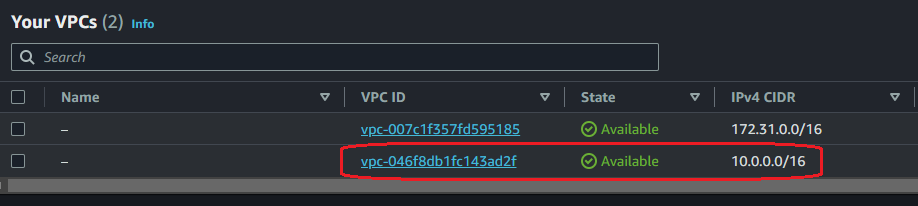 Your VPCs (2) Info
Search
Name VPC ID State IPv4 CIDR
– vpc-007c1f357fd595185 Available 172.31.0.0/16
– vpc-046f8db1fc143ad2f Available 10.0.0.0/16